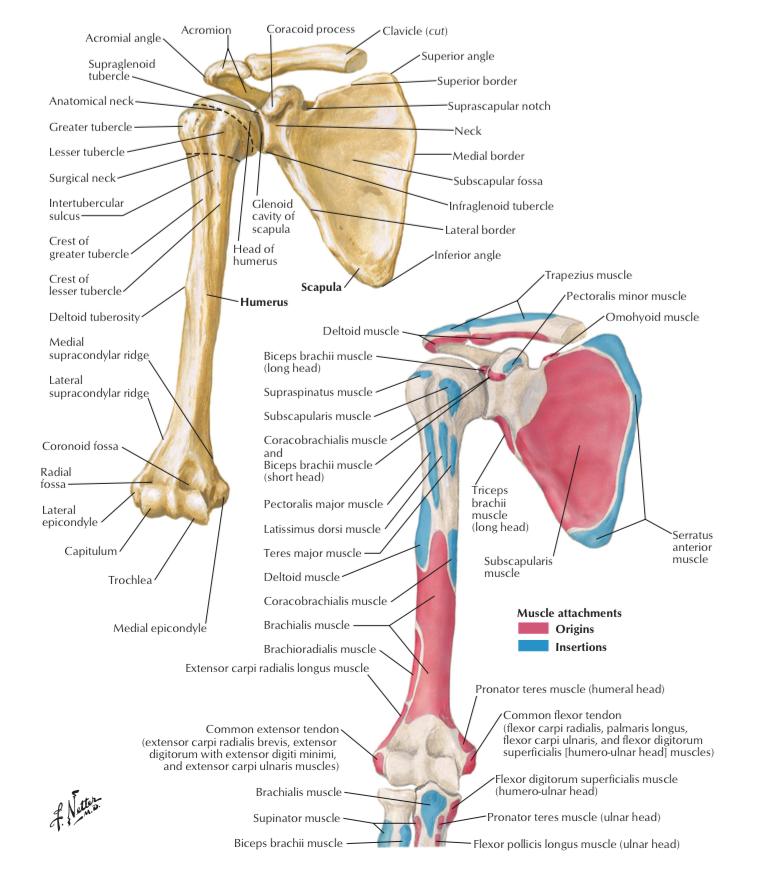 Acromion
Coracoid process
Clavicle (cut)
Acromial angle
Supraglenoid
tubercle
Anatomical neck
Greater tubercle
Lesser tubercle
Surgical neck
Intertubercular
sulcus
Crest of
greater tubercle
Crest of
lesser tubercle
Deltoid tuberosity
Medial
supracondylar ridge
Lateral
supracondylar ridge
Coronoid fossa
Radial
fossa
Lateral
epicondyle
Capitulum
Trochlea
Medial epicondyle
Superior angle
Superior border
Suprascapular notch
Neck
Medial border
Subscapular fossa
Infraglenoid tubercle
Lateral border
Inferior angle
Glenoid
cavity of
scapula
Head of
humerus
Scapula
Humerus
Trapezius muscle
Pectoralis minor muscle
Omohyoid muscle
Deltoid muscle
Biceps brachii muscle
(long head)
Supraspinatus muscle
Subscapularis muscle
Coracobrachialis muscle
and
Biceps brachii muscle
(short head)
Pectoralis major muscle
Latissimus dorsi muscle
Teres major muscle
Deltoid muscle
Coracobrachialis muscle
Brachialis muscle
Brachioradialis muscle
Extensor carpi radialis longus muscle
Triceps
brachii
muscle
(long head)
Subscapularis
muscle
Serratus
anterior
muscle
Muscle attachments
Origins
Insertions
Common extensor tendon
(extensor carpi radialis brevis, extensor
digitorum with extensor digiti minimi,
and extensor carpi ulnaris muscles)
Brachialis muscle
Supinator muscle
Biceps brachii muscle
Pronator teres muscle (humeral head)
Common flexor tendon
(flexor carpi radialis, palmaris longus,
flexor carpi ulnaris, and flexor digitorum
superficialis [humero-ulnar head] muscles)
Flexor digitorum superficialis muscle
(humero-ulnar head)
Pronator teres muscle (ulnar head)
Flexor pollicis longus muscle (ulnar head)
F. Netter
M.D.